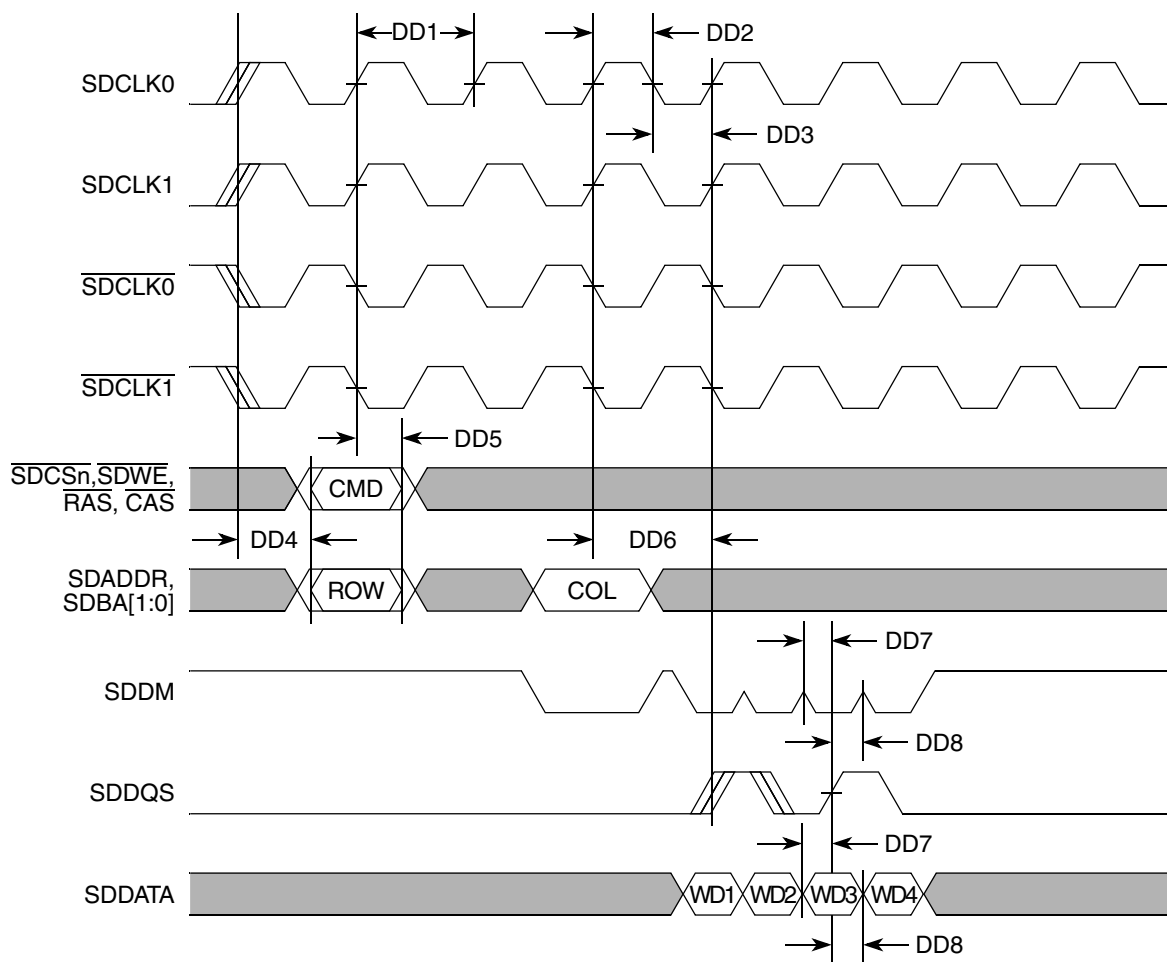 DD1
DD2
SDCLK0
DD3
SDCLK1
SDCLK0
SDCLK1
DD5
SDCSn,SDWE,
RAS, CAS
CMD
DD4
DD6
SDADDR,
SDBA[1:0]
ROW
COL
DD7
SDDM
DD8
SDDQS
DD7
SDDATA
WD1
WD2
WD3
WD4
DD8